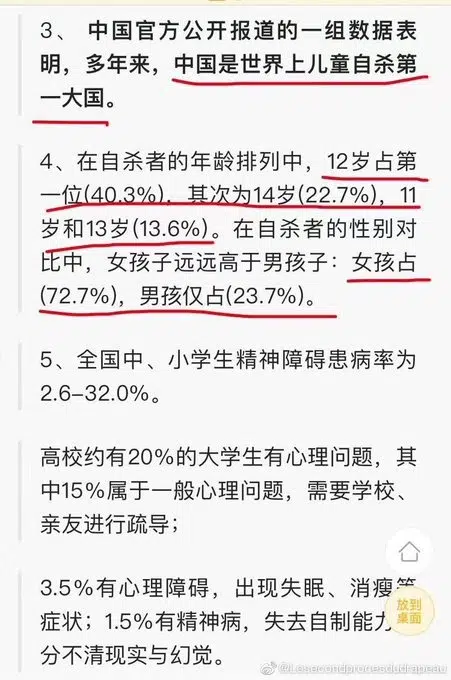 3、 中国官方公开报道的一组数据表
明，多年来，中国是世界上儿童自杀第
一大国。
4、在自杀者的年龄排列中，12岁占第
一位(40.3%)，其次为14岁(22.7%)，11
岁和13岁(13.6%)。在自杀者的性别对
比中，女孩子远远高于男孩子：女孩占
(72.7%)，男孩仅占(23.7%)。
5、全国中、小学生精神障碍患病率为
2.6–32.0%。
高校约有20%的大学生有心理问题，其
中15%属于一般心理问题，需要学校、
亲友进行疏导；
3.5%有心理障碍，出现失眠、消瘦等
症状；1.5%有精神病，失去自制能力
分不清现实与幻觉。
放到
桌面
@Lesecondprocesdudrapeau